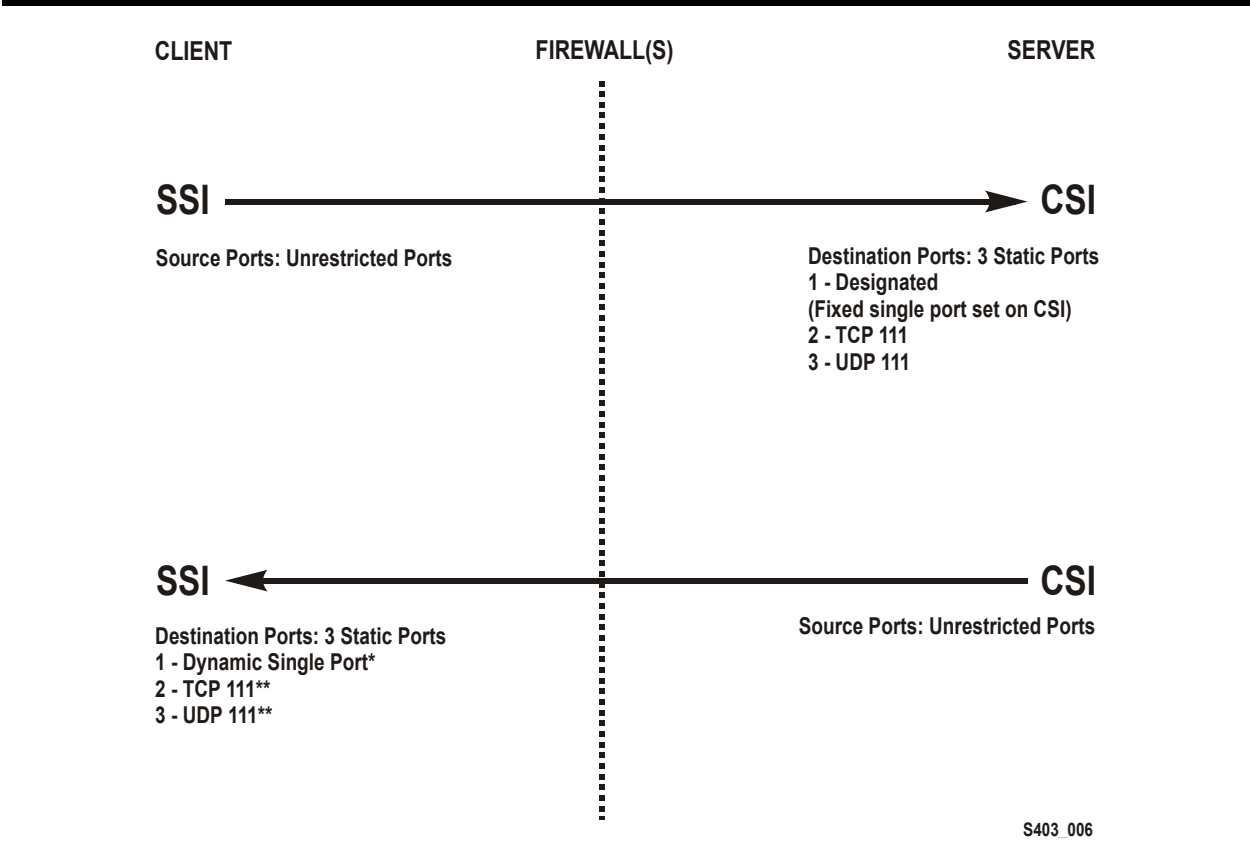 CLIENT FIREWALL(S) SERVER
SSI CSI
Source Ports: Unrestricted Ports
Destination Ports: 3 Static Ports
1 - Designated
(Fixed single port set on CSI)
2 - TCP 111
3 - UDP 111
SSI CSI
Destination Ports: 3 Static Ports
1 - Dynamic Single Port*
2 - TCP 111**
3 - UDP 111**
Source Ports: Unrestricted Ports
S403_006